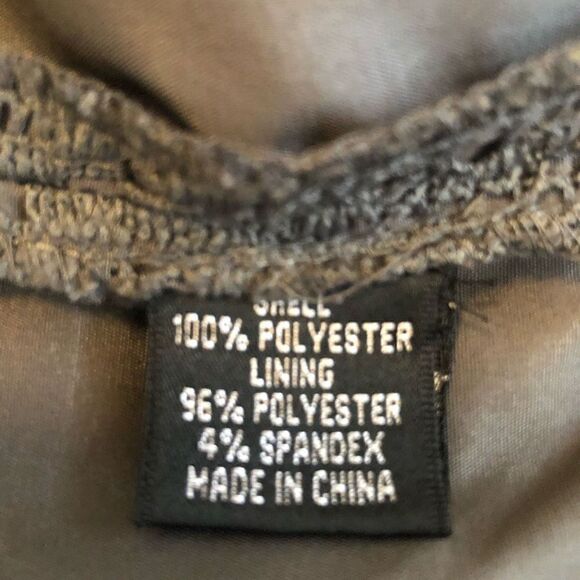 SHELL
100% POLYESTER
LINING
96% POLYESTER
4% SPANDEX
MADE IN CHINA